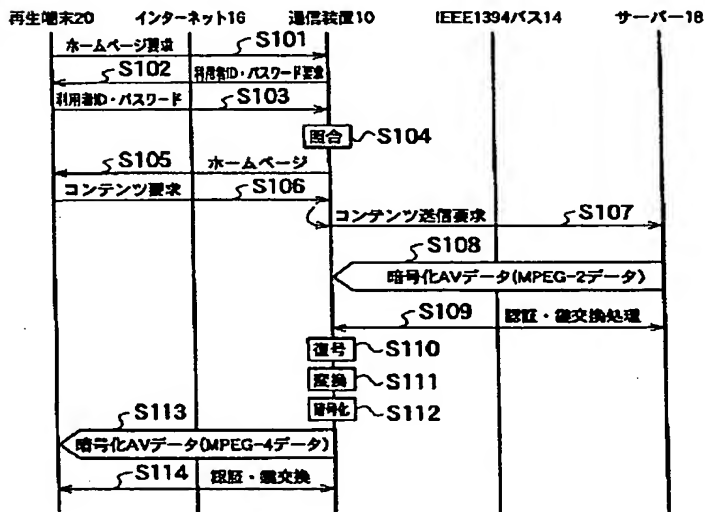 再生端末20 インターネット16 通信装置10 IEEE1394バス14 サーバー18
ホームページ要求 S101
S102 利用者ID・パスワード要求
利用者ID・パスワード S103
照合 S104
S105 ホームページ
コンテンツ要求 S106
コンテンツ送信要求 S107
S108
暗号化AVデータ(MPEG-2データ)
S109 認証・鍵交換処理
復号 S110
変換 S111
暗号化 S112
S113
暗号化AVデータ(MPEG-4データ)
S114 認証・鍵交換